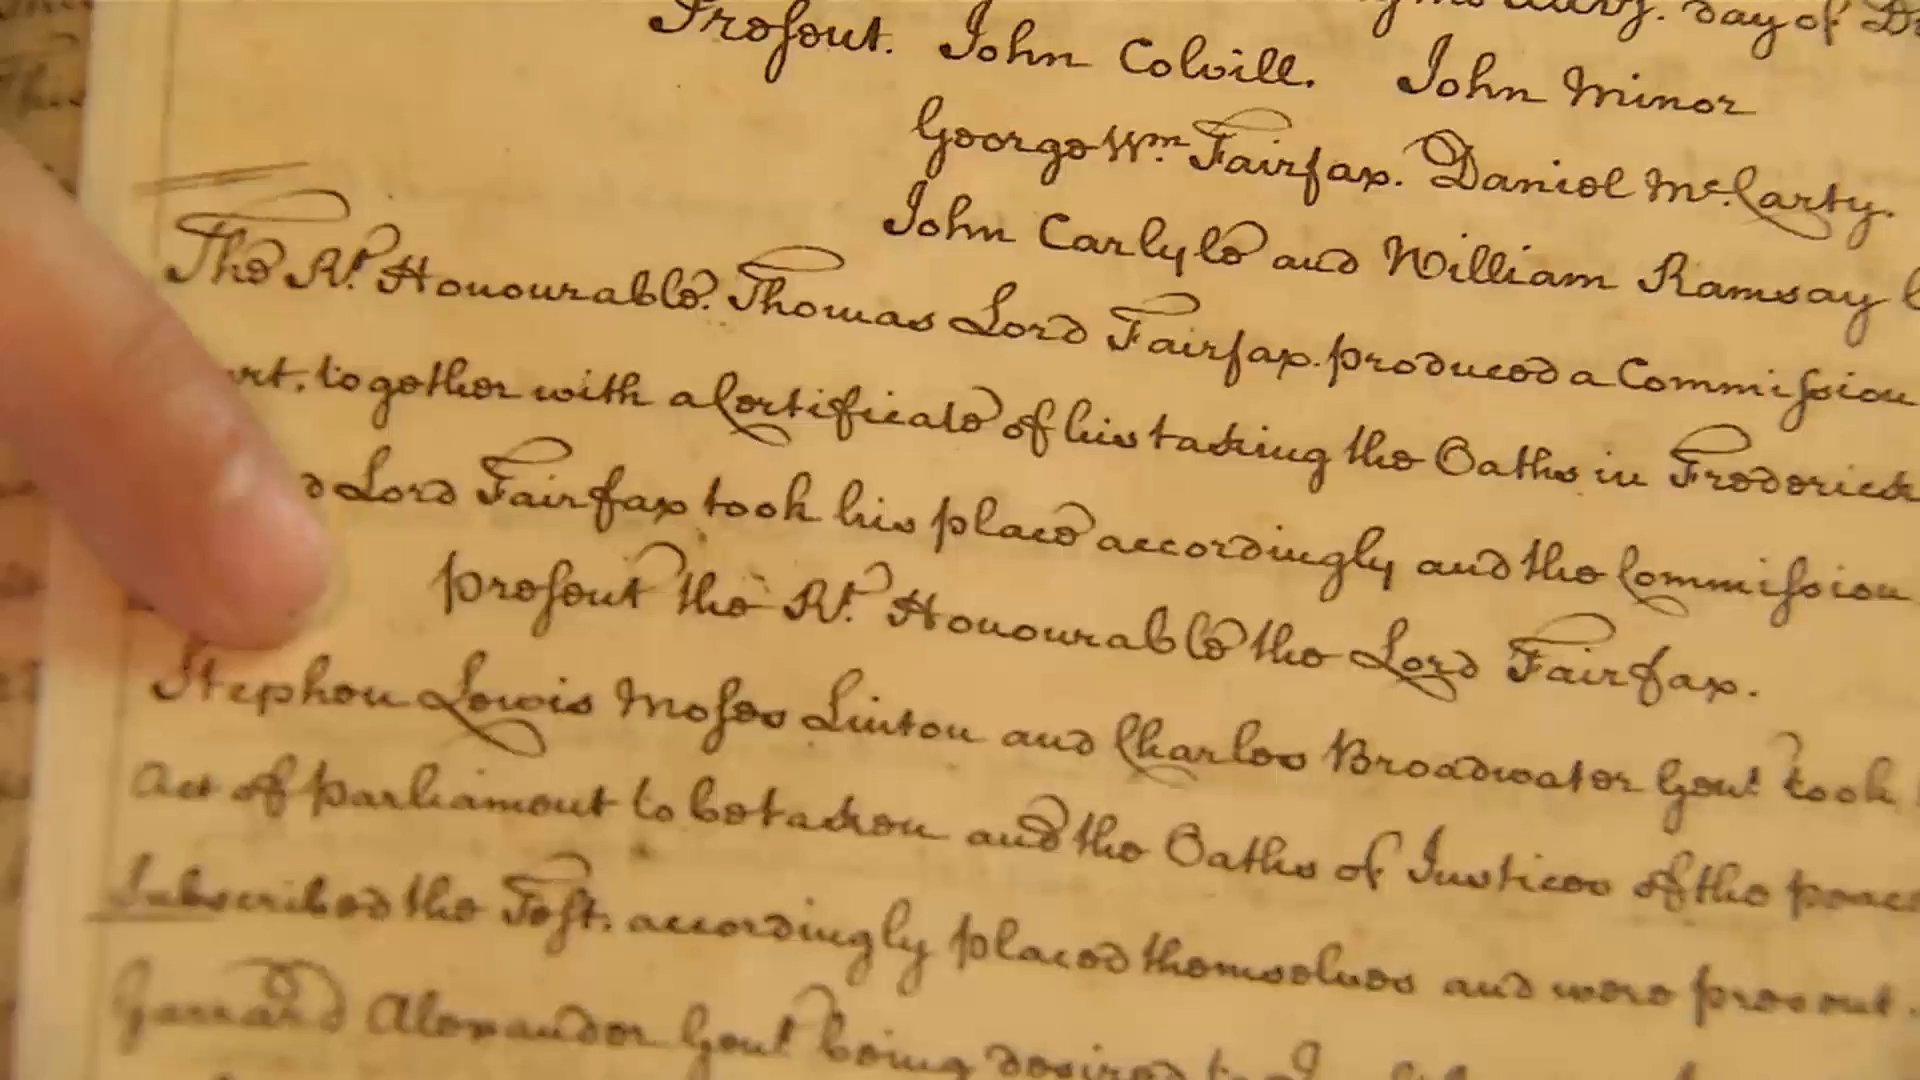 day of
Present. John Colvill. John Minor
George Wm. Fairfax. Daniel McCarty.
John Carlyle and William Ramsay
The Rt. Honourable. Thomas Lord Fairfax. produced a Commission
together with a Certificate of his taking the Oaths in Frederick
Lord Fairfax took his place accordingly and the Commission
present the Rt. Honourable the Lord Fairfax.
Stephen Lewis Moses Linton and Charles Broadwater Gent. took
Act of Parliament to be taken and the Oaths of Justices of the peace
Subscribed the Test. accordingly placed themselves and were present.
Garrard Alexander Gent. being desired